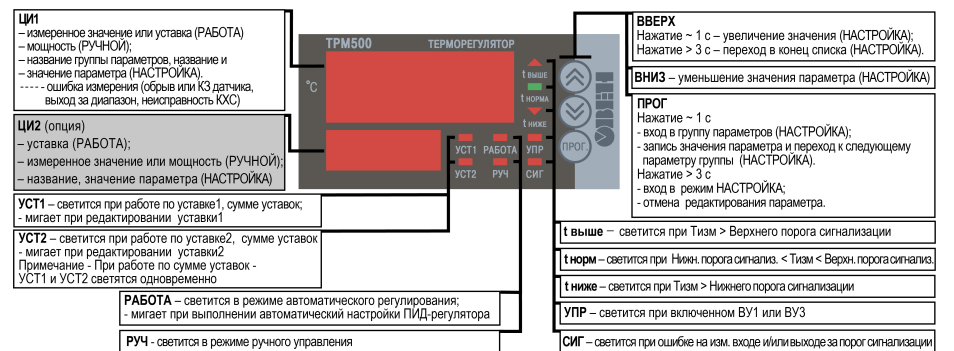 ЦИ1
– измеренное значение или уставка (РАБОТА)
– мощность (РУЧНОЙ);
– название группы параметров, название и
– значение параметра (НАСТРОЙКА).
- - - - - ошибка измерения (обрыв или КЗ датчика,
выход за диапазон, неисправность КХС)
ЦИ2 (опция)
– уставка (РАБОТА);
– измеренное значение или мощность (РУЧНОЙ);
– название, значение параметра (НАСТРОЙКА)
УСТ1 – светится при работе по уставке1, сумме уставок;
- мигает при редактировании уставки1
УСТ2 – светится при работе по уставке2, сумме уставок
- мигает при редактировании уставки2
Примечание - При работе по сумме уставок -
УСТ1 и УСТ2 светятся одновременно
РАБОТА – светится в режиме автоматического регулирования;
- мигает при выполнении автоматический настройки ПИД-регулятора
РУЧ - светится в режиме ручного управления
ТРМ500 ТЕРМОРЕГУЛЯТОР
°С
t ВЫШЕ
t НОРМА
t НИЖЕ
УСТ1 РАБОТА УПР
УСТ2 РУЧ СИГ
ПРОГ.
ОВЕН
ВВЕРХ
Нажатие ~ 1 с – увеличение значения (НАСТРОЙКА);
Нажатие > 3 с – переход в конец списка (НАСТРОЙКА).
ВНИЗ – уменьшение значения параметра (НАСТРОЙКА)
ПРОГ
Нажатие ~ 1 с
- вход в группу параметров (НАСТРОЙКА);
- запись значения параметра и переход к следующему
параметру группы (НАСТРОЙКА).
Нажатие > 3 с
- вход в режим НАСТРОЙКА;
- отмена редактирования параметра.
t выше – светится при Тизм > Верхнего порога сигнализации
t норм – светится при Нижн. порога сигнализ. < Тизм < Верхн. порога сигнализ.
t ниже – светится при Тизм > Нижнего порога сигнализации
УПР – светится при включенном ВУ1 или ВУ3
СИГ – светится при ошибке на изм. входе и/или выходе за порог сигнализации